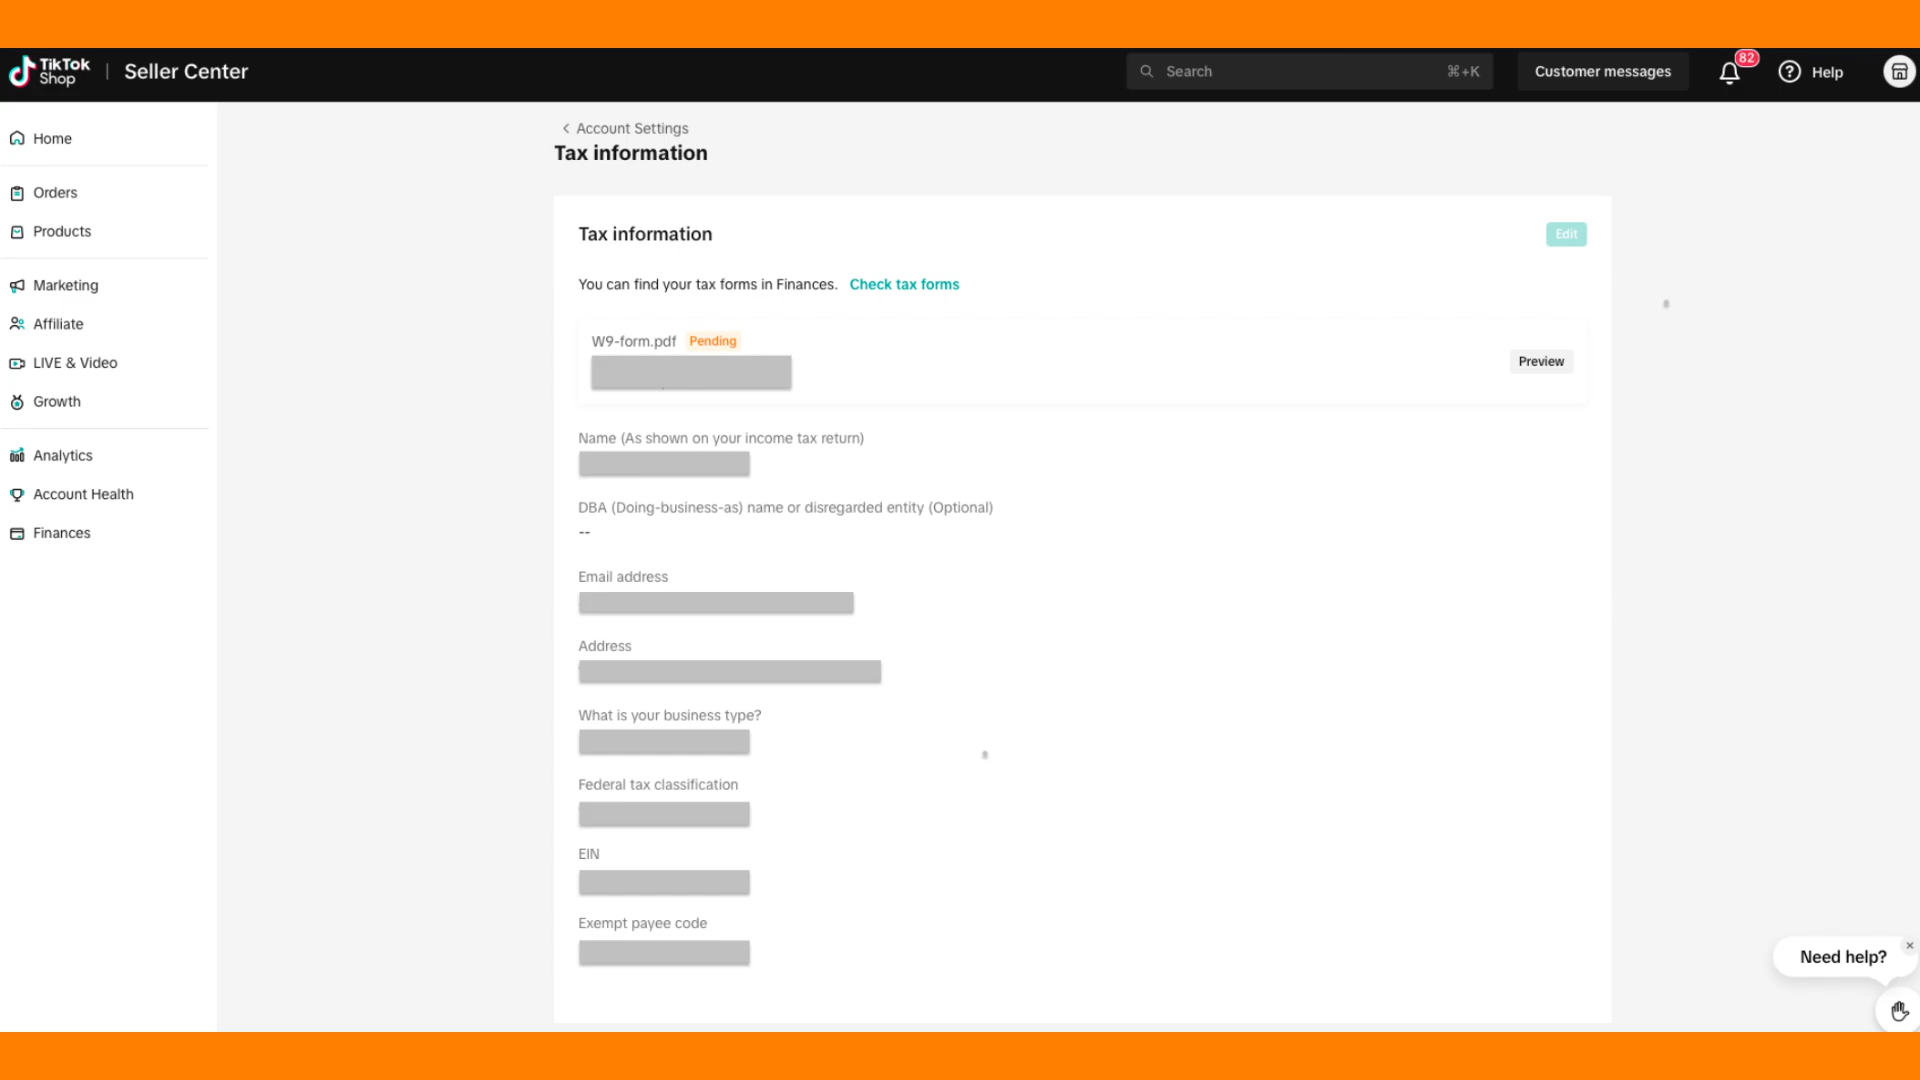 TikTok
Shop
Seller Center
Search
⌘+K
Customer messages
82
Help
Home
Orders
Products
Marketing
Affiliate
LIVE & Video
Growth
Analytics
Account Health
Finances
Account Settings
Tax information
Tax information
Edit
You can find your tax forms in Finances. Check tax forms
W9-form.pdf Pending
Preview
Name (As shown on your income tax return)
DBA (Doing-business-as) name or disregarded entity (Optional)
--
Email address
Address
What is your business type?
Federal tax classification
EIN
Exempt payee code
Need help?